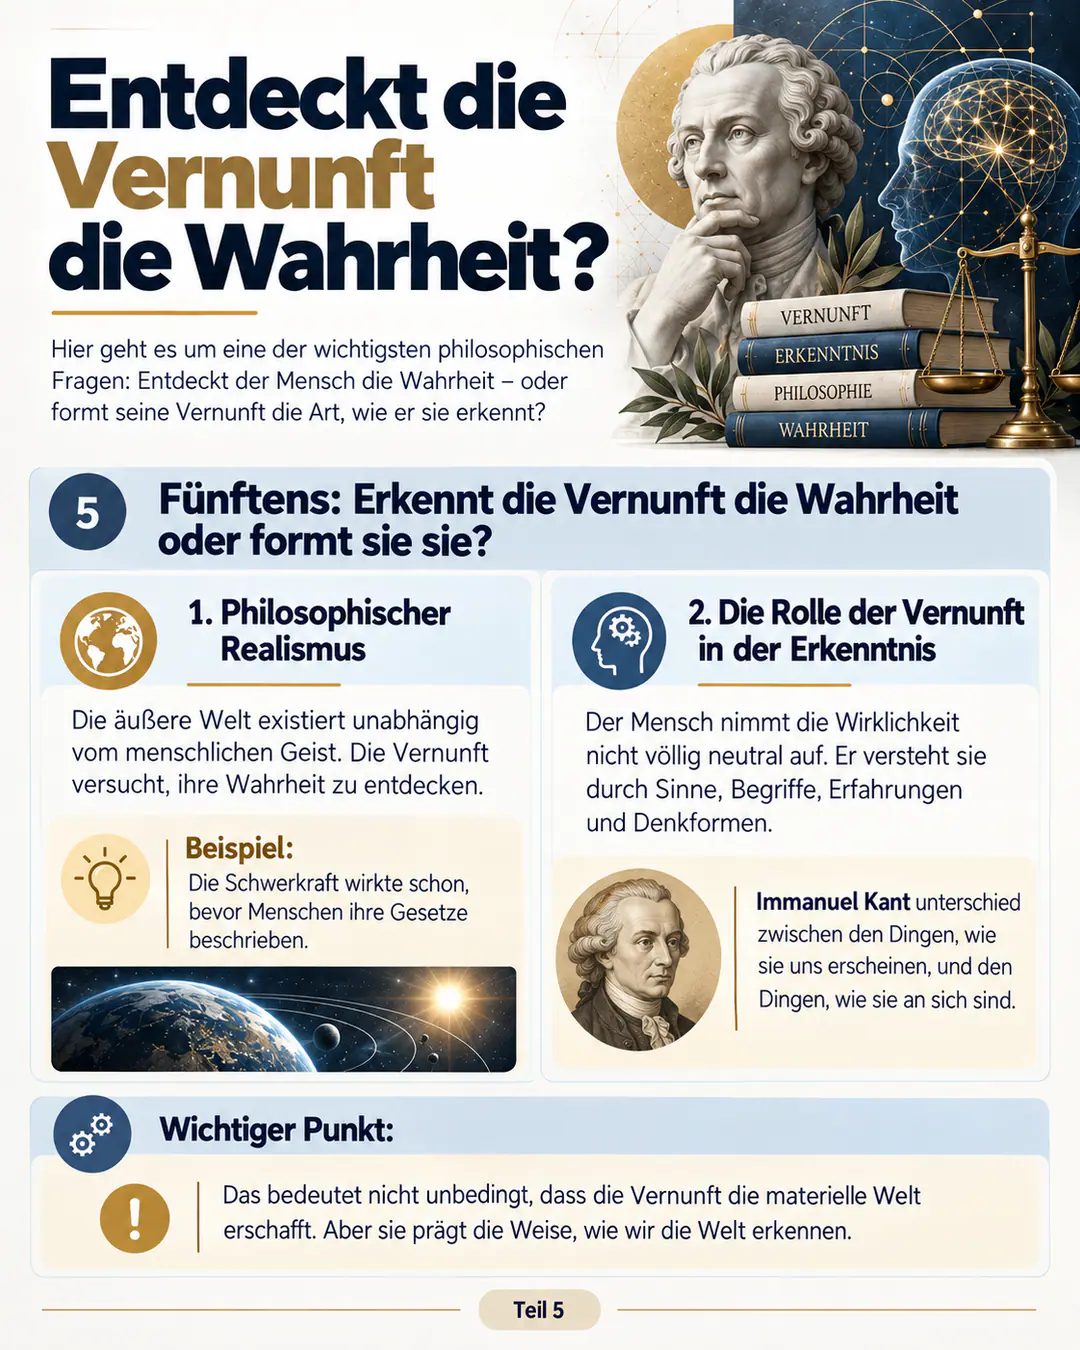 Entdeckt die
Vernunft
die Wahrheit?
Hier geht es um eine der wichtigsten philosophischen
Fragen: Entdeckt der Mensch die Wahrheit – oder
formt seine Vernunft die Art, wie er sie erkennt?
VERNUNFT
ERKENNTNIS
PHILOSOPHIE
WAHRHEIT
5
Fünftens: Erkennt die Vernunft die Wahrheit
oder formt sie sie?
1. Philosophischer
Realismus
Die äußere Welt existiert unabhängig
vom menschlichen Geist. Die Vernunft
versucht, ihre Wahrheit zu entdecken.
Beispiel:
Die Schwerkraft wirkte schon,
bevor Menschen ihre Gesetze
beschrieben.
2. Die Rolle der Vernunft
in der Erkenntnis
Der Mensch nimmt die Wirklichkeit
nicht völlig neutral auf. Er versteht sie
durch Sinne, Begriffe, Erfahrungen
und Denkformen.
Immanuel Kant unterschied
zwischen den Dingen, wie
sie uns erscheinen, und den
Dingen, wie sie an sich sind.
Wichtiger Punkt:
!
Das bedeutet nicht unbedingt, dass die Vernunft die materielle Welt
erschafft. Aber sie prägt die Weise, wie wir die Welt erkennen.
Teil 5